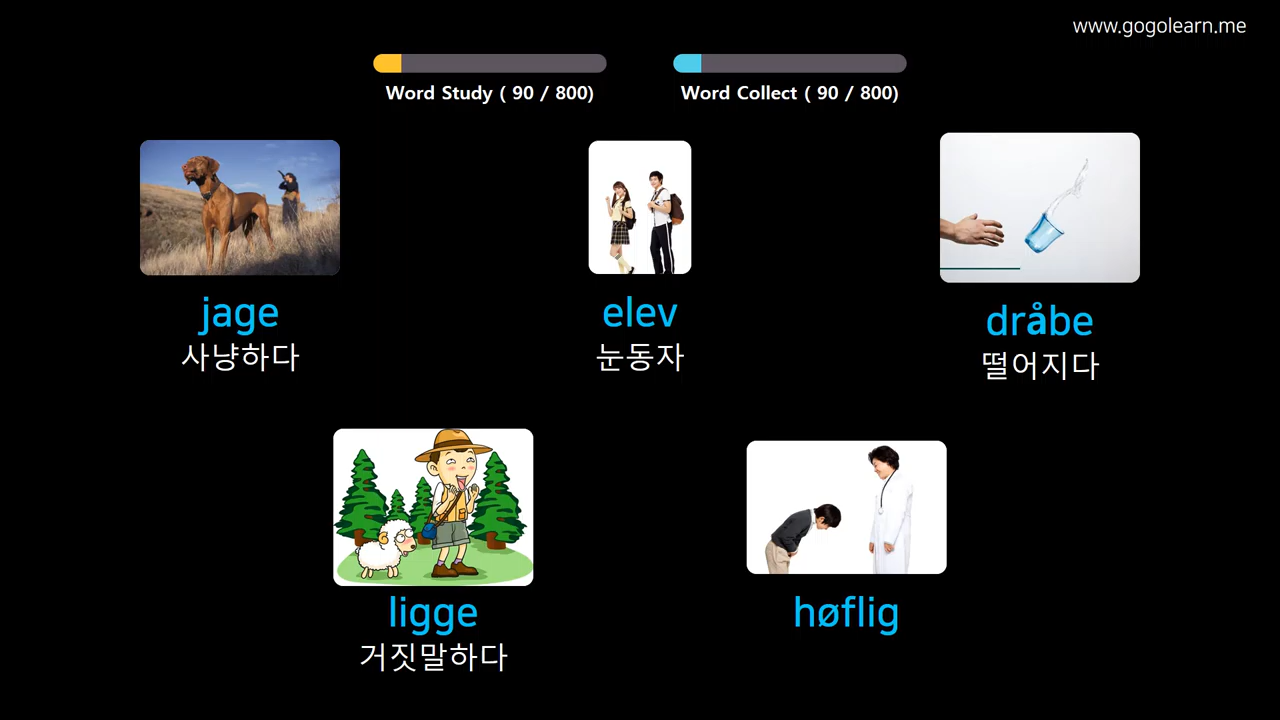 www.gogolearn.me
Word Study ( 90 / 800)
Word Collect ( 90 / 800)
jage
사냥하다
elev
눈동자
dråbe
떨어지다
ligge
거짓말하다
høflig